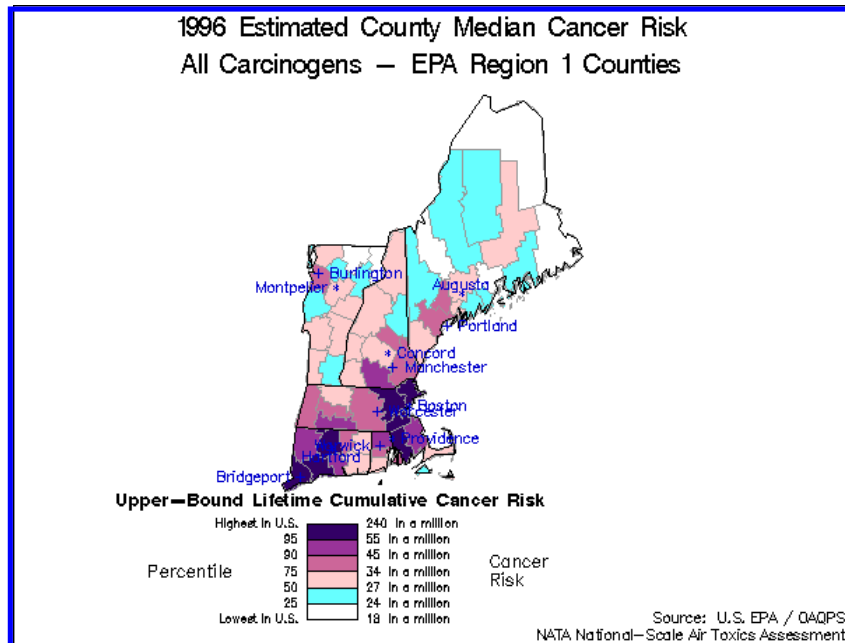 1996 Estimated County Median Cancer Risk
All Carcinogens — EPA Region 1 Counties
Burlington
Montpelier
Augusta
Portland
Concord
Manchester
Boston
Worcester
Providence
Warwick
Hartford
Bridgeport
Upper—Bound Lifetime Cumulative Cancer Risk
Highest In U.S. 240 In a million
95 55 In a million
90 45 In a million
Percentile 75 34 In a million Cancer
50 27 In a million Risk
25 24 In a million
Lowest In U.S. 18 In a million
Source: U.S. EPA / OAQPS
NATA National—Scale Air Toxics Assessment